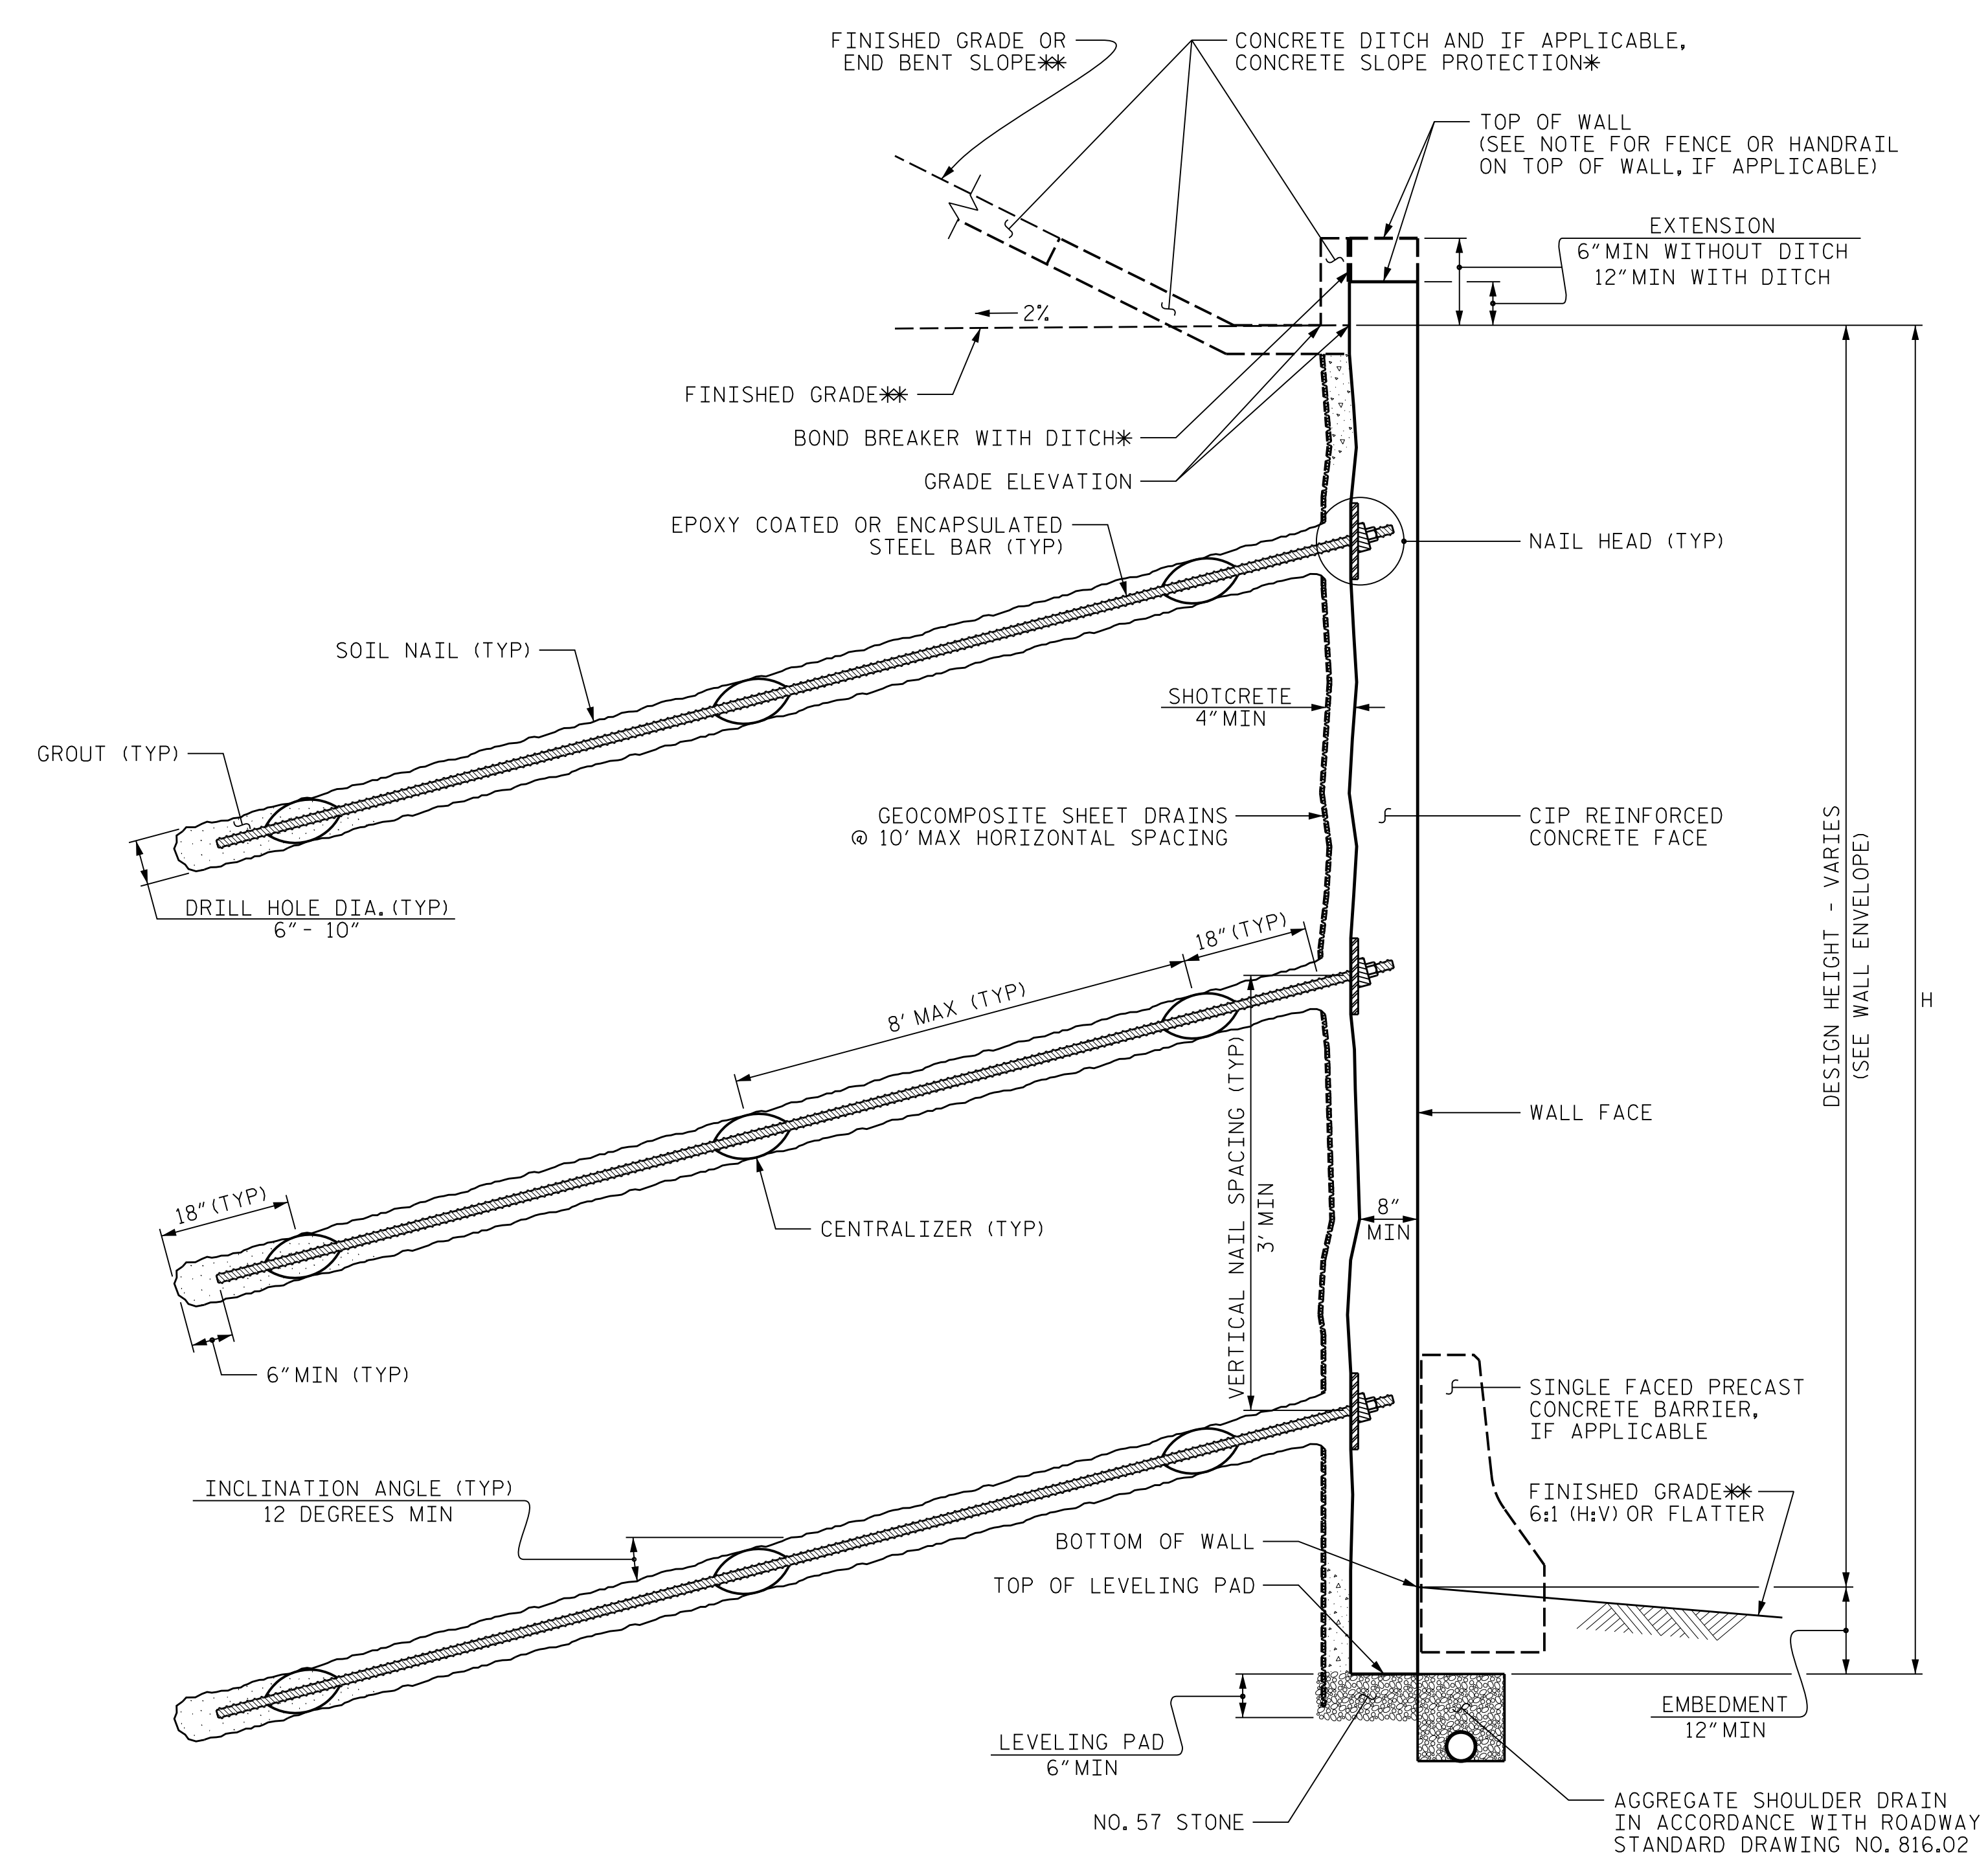 FINISHED GRADE OR
END BENT SLOPE**
CONCRETE DITCH AND IF APPLICABLE,
CONCRETE SLOPE PROTECTION*
TOP OF WALL
(SEE NOTE FOR FENCE OR HANDRAIL
ON TOP OF WALL, IF APPLICABLE)
EXTENSION
6" MIN WITHOUT DITCH
12" MIN WITH DITCH
2%
FINISHED GRADE**
BOND BREAKER WITH DITCH*
GRADE ELEVATION
EPOXY COATED OR ENCAPSULATED
STEEL BAR (TYP)
NAIL HEAD (TYP)
SOIL NAIL (TYP)
SHOTCRETE
4" MIN
GROUT (TYP)
GEOCOMPOSITE SHEET DRAINS
@ 10' MAX HORIZONTAL SPACING
CIP REINFORCED
CONCRETE FACE
DRILL HOLE DIA. (TYP)
6" - 10"
DESIGN HEIGHT - VARIES
(SEE WALL ENVELOPE)
H
18" (TYP)
8' MAX (TYP)
VERTICAL NAIL SPACING (TYP)
3' MIN
WALL FACE
18" (TYP)
CENTRALIZER (TYP)
8"
MIN
6" MIN (TYP)
SINGLE FACED PRECAST
CONCRETE BARRIER,
IF APPLICABLE
INCLINATION ANGLE (TYP)
12 DEGREES MIN
FINISHED GRADE**
6:1 (H:V) OR FLATTER
BOTTOM OF WALL
TOP OF LEVELING PAD
EMBEDMENT
12" MIN
LEVELING PAD
6" MIN
NO. 57 STONE
AGGREGATE SHOULDER DRAIN
IN ACCORDANCE WITH ROADWAY
STANDARD DRAWING NO. 816.02